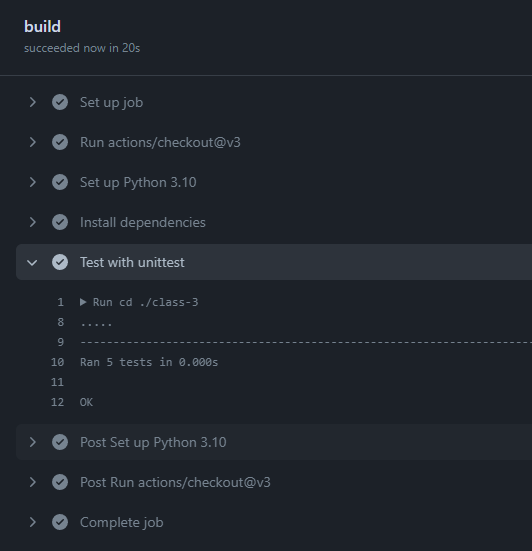 build
succeeded now in 20s
Set up job
Run actions/checkout@v3
Set up Python 3.10
Install dependencies
Test with unittest
1 ▶ Run cd ./class-3
8 .....
9 ----------------------------------------------------------------------
10 Ran 5 tests in 0.000s
11
12 OK
Post Set up Python 3.10
Post Run actions/checkout@v3
Complete job